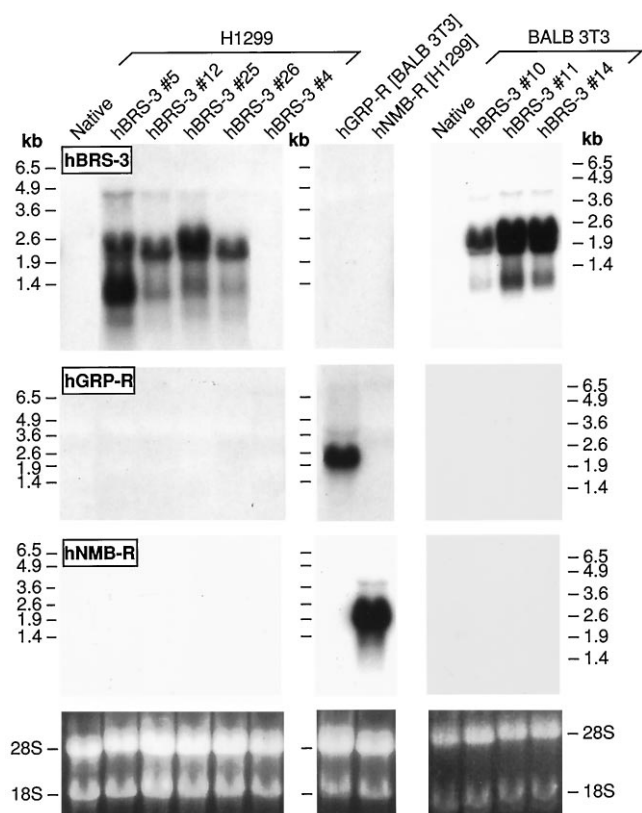 H1299
BALB 3T3
Native
hBRS-3 #5
hBRS-3 #12
hBRS-3 #25
hBRS-3 #26
hBRS-3 #4
hGRP-R [BALB 3T3]
hNMB-R [H1299]
Native
hBRS-3 #10
hBRS-3 #11
hBRS-3 #14
kb
kb
kb
hBRS-3
6.5 –
4.9 –
3.6 –
2.6 –
1.9 –
1.4 –
– 6.5
– 4.9
– 3.6
– 2.6
– 1.9
– 1.4
hGRP-R
6.5 –
4.9 –
3.6 –
2.6 –
1.9 –
1.4 –
– 6.5
– 4.9
– 3.6
– 2.6
– 1.9
– 1.4
hNMB-R
6.5 –
4.9 –
3.6 –
2.6 –
1.9 –
1.4 –
– 6.5
– 4.9
– 3.6
– 2.6
– 1.9
– 1.4
28S –
18S –
– 28S
– 18S